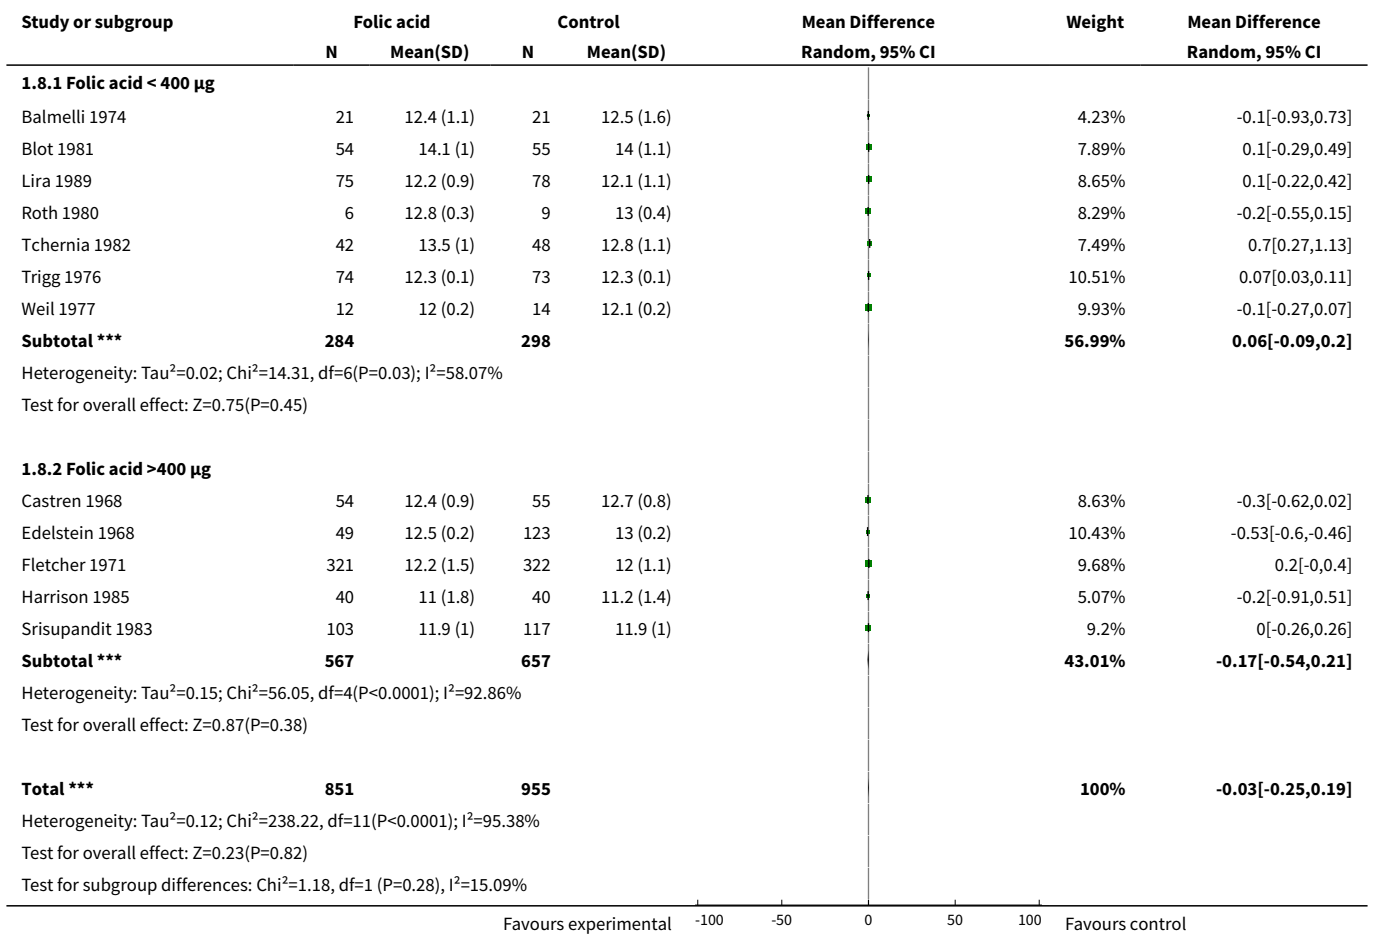 Study or subgroup Folic acid Control Mean Difference Weight Mean Difference
N Mean(SD) N Mean(SD) Random, 95% CI Random, 95% CI
1.8.1 Folic acid < 400 µg
Balmelli 1974 21 12.4 (1.1) 21 12.5 (1.6) 4.23% -0.1[-0.93,0.73]
Blot 1981 54 14.1 (1) 55 14 (1.1) 7.89% 0.1[-0.29,0.49]
Lira 1989 75 12.2 (0.9) 78 12.1 (1.1) 8.65% 0.1[-0.22,0.42]
Roth 1980 6 12.8 (0.3) 9 13 (0.4) 8.29% -0.2[-0.55,0.15]
Tchernia 1982 42 13.5 (1) 48 12.8 (1.1) 7.49% 0.7[0.27,1.13]
Trigg 1976 74 12.3 (0.1) 73 12.3 (0.1) 10.51% 0.07[0.03,0.11]
Weil 1977 12 12 (0.2) 14 12.1 (0.2) 9.93% -0.1[-0.27,0.07]
Subtotal *** 284 298 56.99% 0.06[-0.09,0.2]
Heterogeneity: Tau²=0.02; Chi²=14.31, df=6(P=0.03); I²=58.07%
Test for overall effect: Z=0.75(P=0.45)
1.8.2 Folic acid >400 µg
Castren 1968 54 12.4 (0.9) 55 12.7 (0.8) 8.63% -0.3[-0.62,0.02]
Edelstein 1968 49 12.5 (0.2) 123 13 (0.2) 10.43% -0.53[-0.6,-0.46]
Fletcher 1971 321 12.2 (1.5) 322 12 (1.1) 9.68% 0.2[-0,0.4]
Harrison 1985 40 11 (1.8) 40 11.2 (1.4) 5.07% -0.2[-0.91,0.51]
Srisupandit 1983 103 11.9 (1) 117 11.9 (1) 9.2% 0[-0.26,0.26]
Subtotal *** 567 657 43.01% -0.17[-0.54,0.21]
Heterogeneity: Tau²=0.15; Chi²=56.05, df=4(P<0.0001); I²=92.86%
Test for overall effect: Z=0.87(P=0.38)
Total *** 851 955 100% -0.03[-0.25,0.19]
Heterogeneity: Tau²=0.12; Chi²=238.22, df=11(P<0.0001); I²=95.38%
Test for overall effect: Z=0.23(P=0.82)
Test for subgroup differences: Chi²=1.18, df=1 (P=0.28), I²=15.09%
Favours experimental -100 -50 0 50 100 Favours control